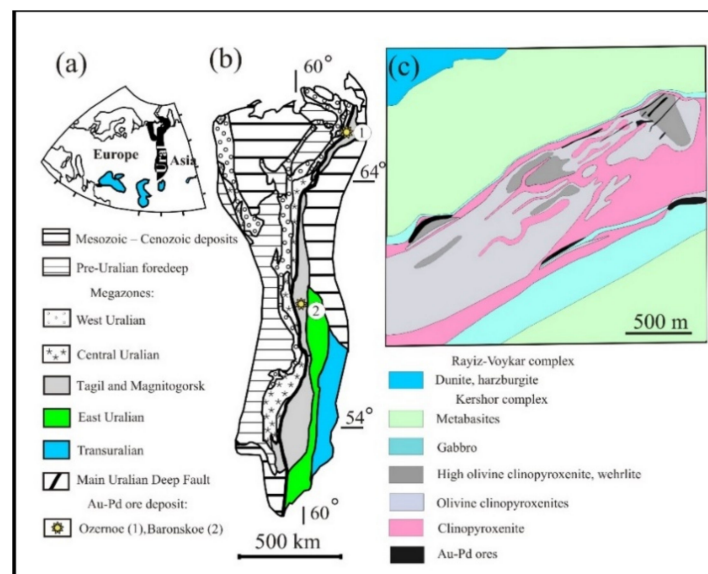 (a)
Europe
Asia
(b)
60°
1
64°
2
54°
60°
500 km
(c)
500 m
Mesozoic – Cenozoic deposits
Pre-Uralian foredeep
Megazones:
West Uralian
Central Uralian
Tagil and Magnitogorsk
East Uralian
Transuralian
Main Uralian Deep Fault
Au-Pd ore deposit:
Ozernoe (1),Baronskoe (2)
Rayiz-Voykar complex
Dunite, harzburgite
Kershor complex
Metabasites
Gabbro
High olivine clinopyroxenite, wehrlite
Olivine clinopyroxenites
Clinopyroxenite
Au-Pd ores